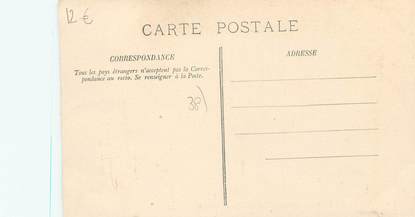 12 €
CARTE POSTALE
CORRESPONDANCE
Tous les pays étrangers n'acceptent pas la Corres-
pondance au recto. Se renseigner à la Poste.
ADRESSE
38)